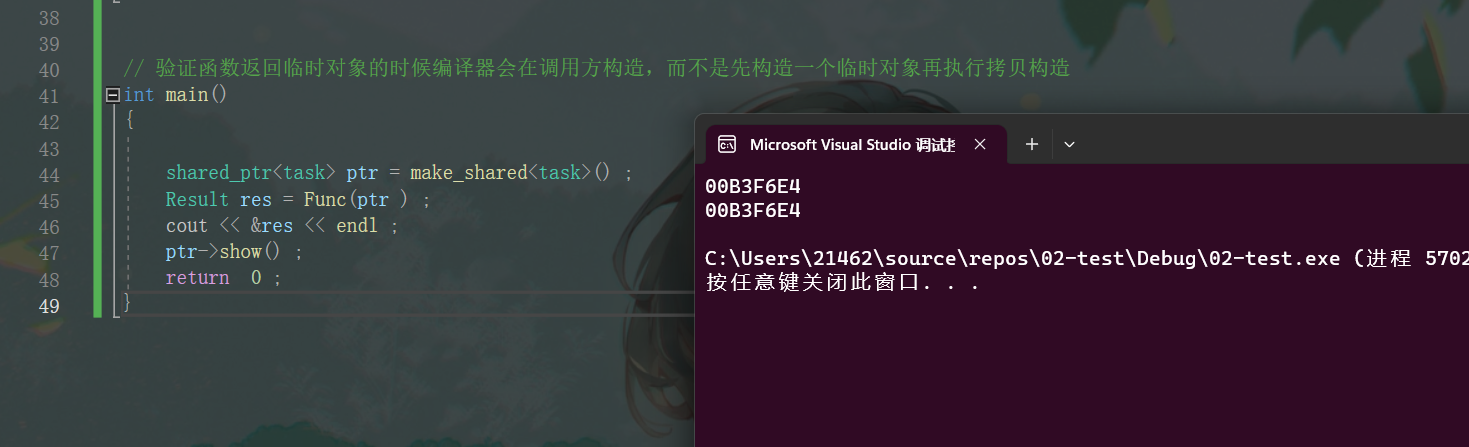 38
39
40 // 验证函数返回临时对象的时候编译器会在调用方构造，而不是先构造一个临时对象再执行拷贝构造
41 int main()
42 {
43
44 shared_ptr<task> ptr = make_shared<task>() ;
45 Result res = Func(ptr ) ;
46 cout << &res << endl ;
47 ptr->show() ;
48 return 0 ;
49 }
Microsoft Visual Studio 调试
00B3F6E4
00B3F6E4
C:\Users\21462\source\repos\02-test\Debug\02-test.exe (进程 5702
按任意键关闭此窗口. . .